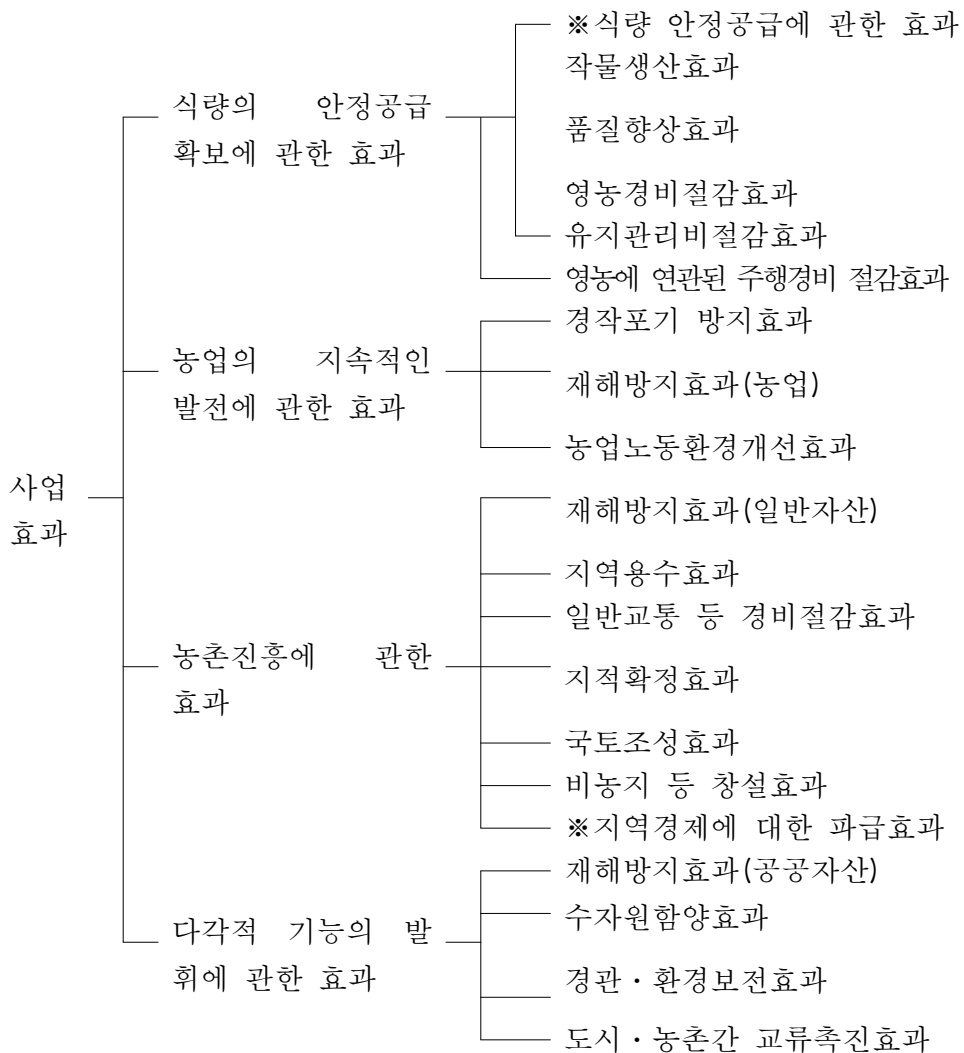 ※식량 안정공급에 관한 효과
작물생산효과
식량의 안정공급
확보에 관한 효과
품질향상효과
영농경비절감효과
유지관리비절감효과
영농에 연관된 주행경비 절감효과
경작포기 방지효과
농업의 지속적인
발전에 관한 효과
재해방지효과(농업)
농업노동환경개선효과
사업
효과
재해방지효과(일반자산)
지역용수효과
일반교통 등 경비절감효과
농촌진흥에 관한
효과
지적확정효과
국토조성효과
비농지 등 창설효과
※지역경제에 대한 파급효과
재해방지효과(공공자산)
수자원함양효과
다각적 기능의 발
휘에 관한 효과
경관·환경보전효과
도시·농촌간 교류촉진효과